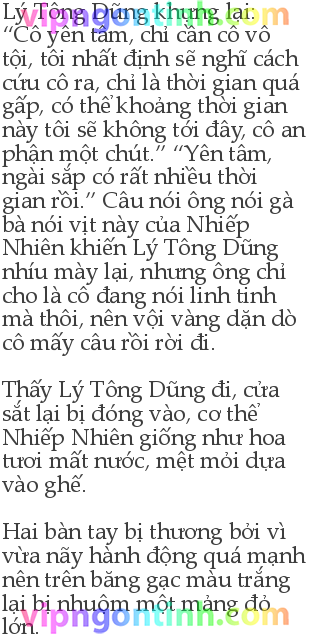 Lý Tông Dũng khựng lại:
“Cô yên tâm, chỉ cần cô vô
tội, tôi nhất định sẽ nghĩ cách
cứu cô ra, chỉ là thời gian quá
gấp, có thể khoảng thời gian
này tôi sẽ không tới đây, cô an
phận một chút.” “Yên tâm,
ngài sắp có rất nhiều thời
gian rồi.” Câu nói ông nói gà
bà nói vịt này của Nhiếp
Nhiên khiến Lý Tông Dũng
nhíu mày lại, nhưng ông chỉ
cho là cô đang nói linh tinh
mà thôi, nên vội vàng dặn dò
cô mấy câu rồi rời đi.
Thấy Lý Tông Dũng đi, cửa
sắt lại bị đóng vào, cơ thể
Nhiếp Nhiên giống như hoa
tươi mất nước, mệt mỏi dựa
vào ghế.
Hai bàn tay bị thương bởi vì
vừa nãy hành động quá mạnh
nên trên băng gạc màu trắng
lại bị nhuộm một mảng đỏ
lớn.
vipngontinh.com
vipngontinh.com